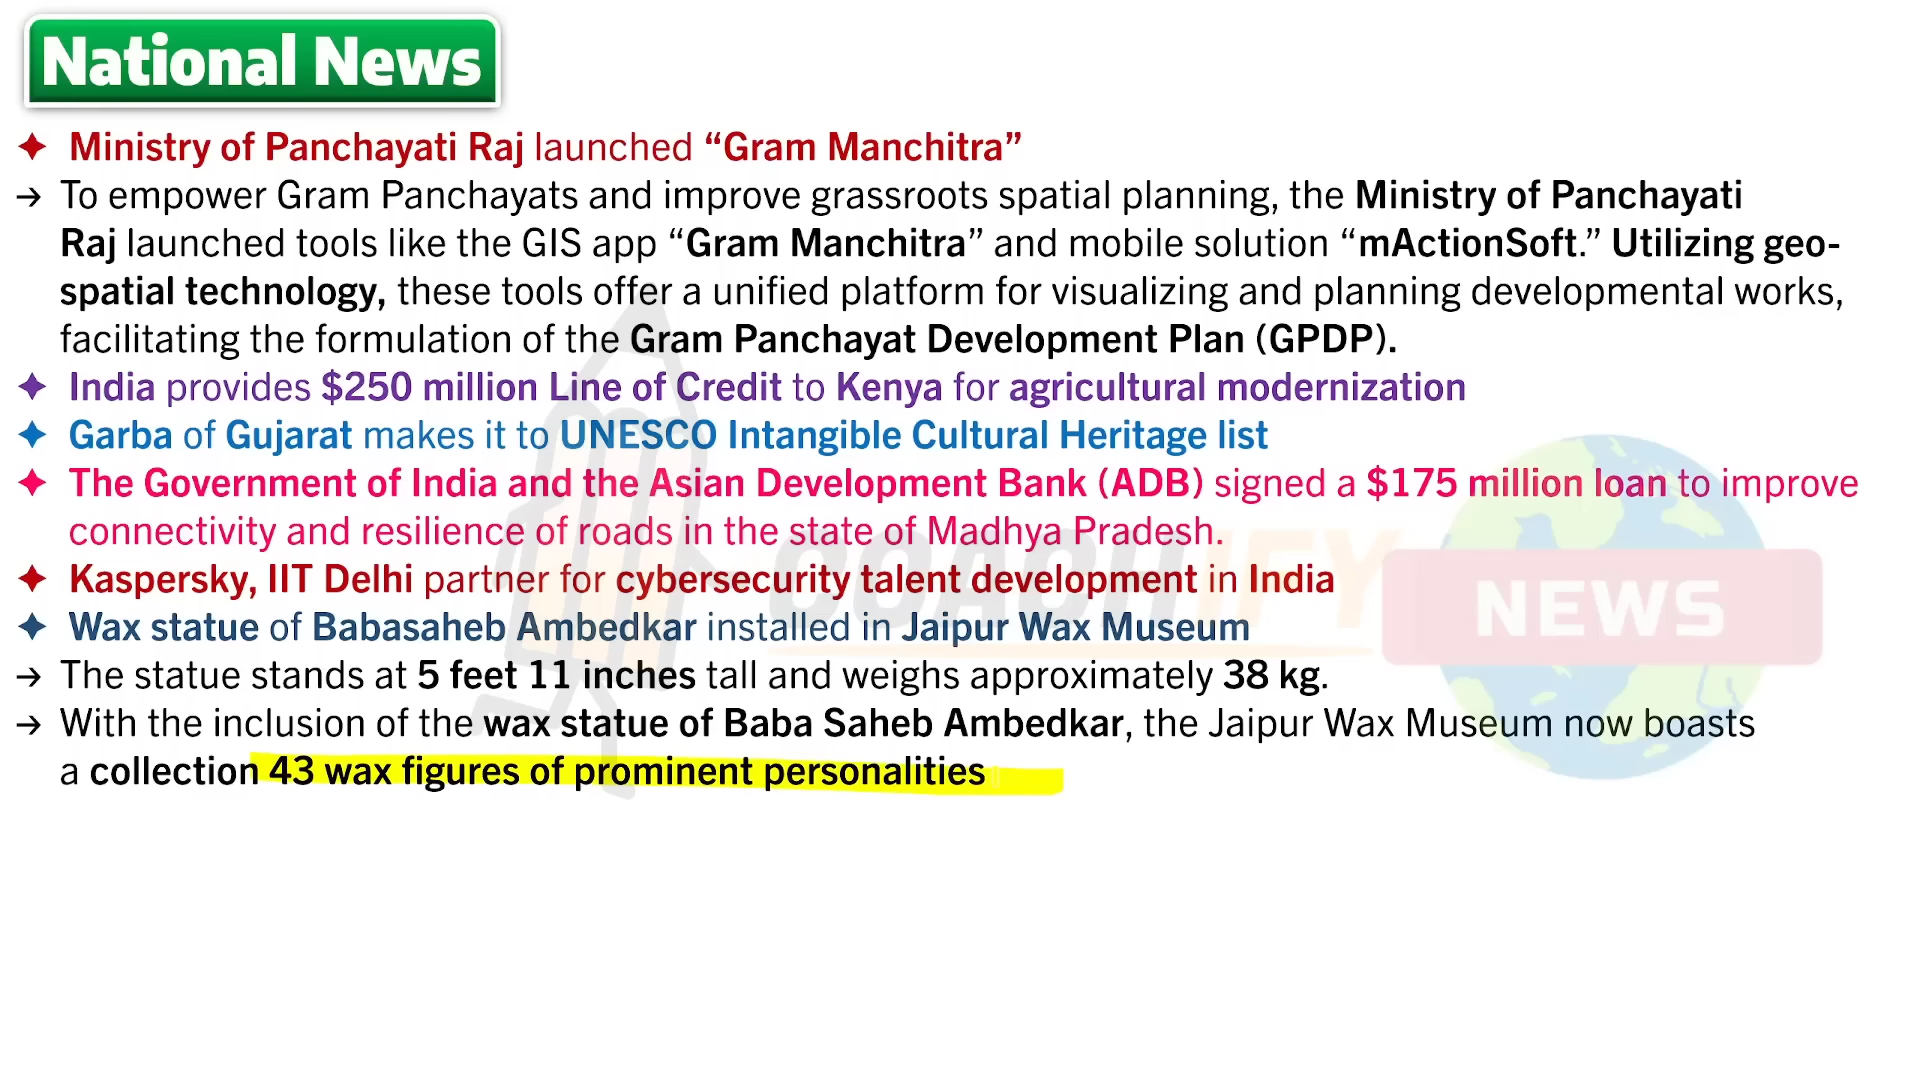 National News
✦ Ministry of Panchayati Raj launched “Gram Manchitra”
→ To empower Gram Panchayats and improve grassroots spatial planning, the Ministry of Panchayati
Raj launched tools like the GIS app “Gram Manchitra” and mobile solution “mActionSoft.” Utilizing geo-
spatial technology, these tools offer a unified platform for visualizing and planning developmental works,
facilitating the formulation of the Gram Panchayat Development Plan (GPDP).
✦ India provides $250 million Line of Credit to Kenya for agricultural modernization
✦ Garba of Gujarat makes it to UNESCO Intangible Cultural Heritage list
✦ The Government of India and the Asian Development Bank (ADB) signed a $175 million loan to improve
connectivity and resilience of roads in the state of Madhya Pradesh.
✦ Kaspersky, IIT Delhi partner for cybersecurity talent development in India
✦ Wax statue of Babasaheb Ambedkar installed in Jaipur Wax Museum
→ The statue stands at 5 feet 11 inches tall and weighs approximately 38 kg.
→ With the inclusion of the wax statue of Baba Saheb Ambedkar, the Jaipur Wax Museum now boasts
a collection 43 wax figures of prominent personalities
COACHIFY
NEWS